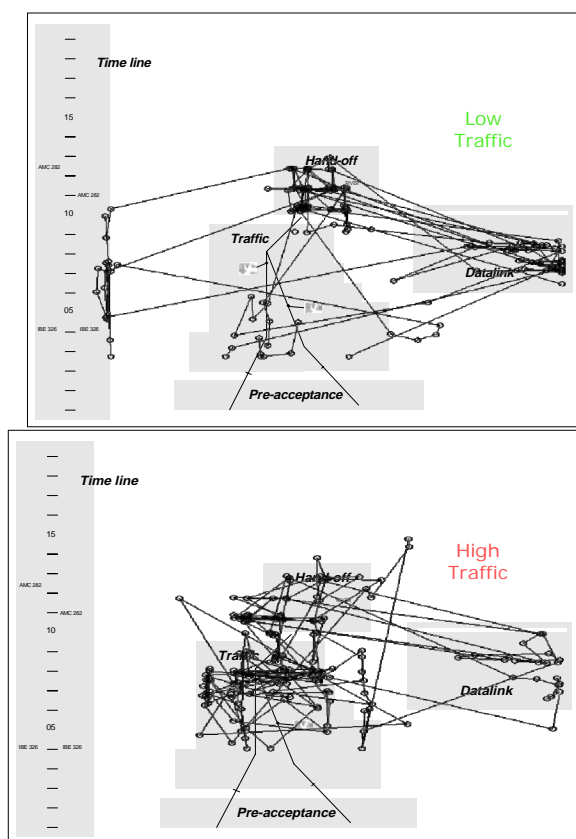 Time line
Low
Traffic
15
Hand-off
AMC 282
AMC 282
10
Traffic
Datalink
05
IBE 326
IBE 326
Pre-acceptance
Time line
15
High
Traffic
Hand-off
AMC 282
AMC 282
10
Traffic
Datalink
05
IBE 326
IBE 326
Pre-acceptance